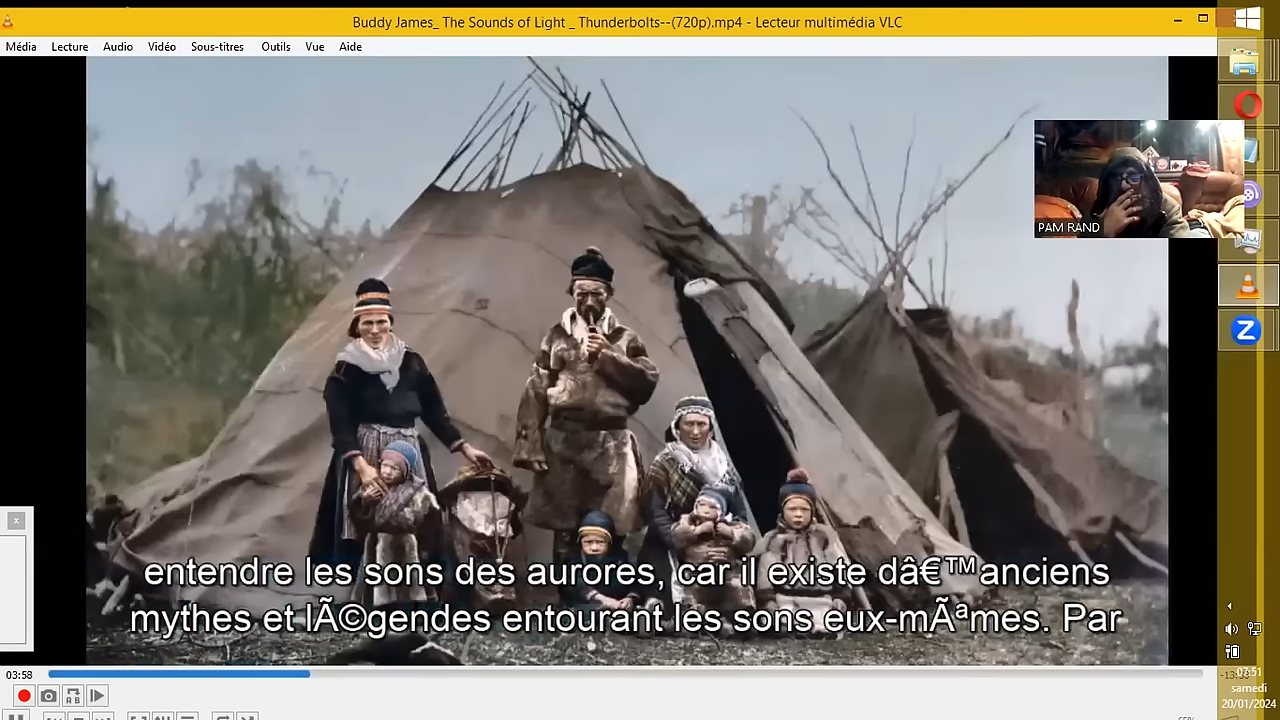 Buddy James_ The Sounds of Light _ Thunderbolts--(720p).mp4 - Lecteur multimédia VLC
Média Lecture Audio Vidéo Sous-titres Outils Vue Aide
PAM RAND
Z
x
entendre les sons des aurores, car il existe dâ€™anciens
mythes et lÃ©gendes entourant les sons eux-mÃªmes. Par
03:58
07:51
samedi
20/01/2024